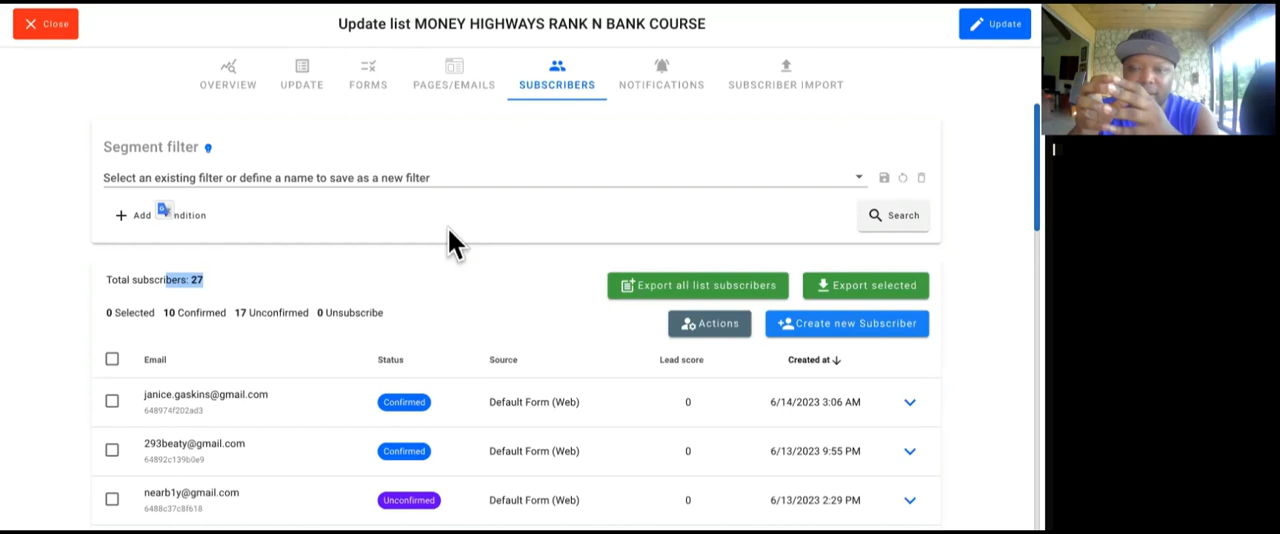 Close
Update list MONEY HIGHWAYS RANK N BANK COURSE
Update
OVERVIEW
UPDATE
FORMS
PAGES/EMAILS
SUBSCRIBERS
NOTIFICATIONS
SUBSCRIBER IMPORT
Segment filter
Select an existing filter or define a name to save as a new filter
Add ndition
Search
Total subscribers: 27
Export all list subscribers
Export selected
0 Selected 10 Confirmed 17 Unconfirmed 0 Unsubscribe
Actions
Create new Subscriber
Email Status Source Lead score Created at
janice.gaskins@gmail.com Confirmed Default Form (Web) 0 6/14/2023 3:06 AM
648974f202ad3
293beaty@gmail.com Confirmed Default Form (Web) 0 6/13/2023 9:55 PM
64892c139b0e9
nearb1y@gmail.com Unconfirmed Default Form (Web) 0 6/13/2023 2:29 PM
6488c37c8f618